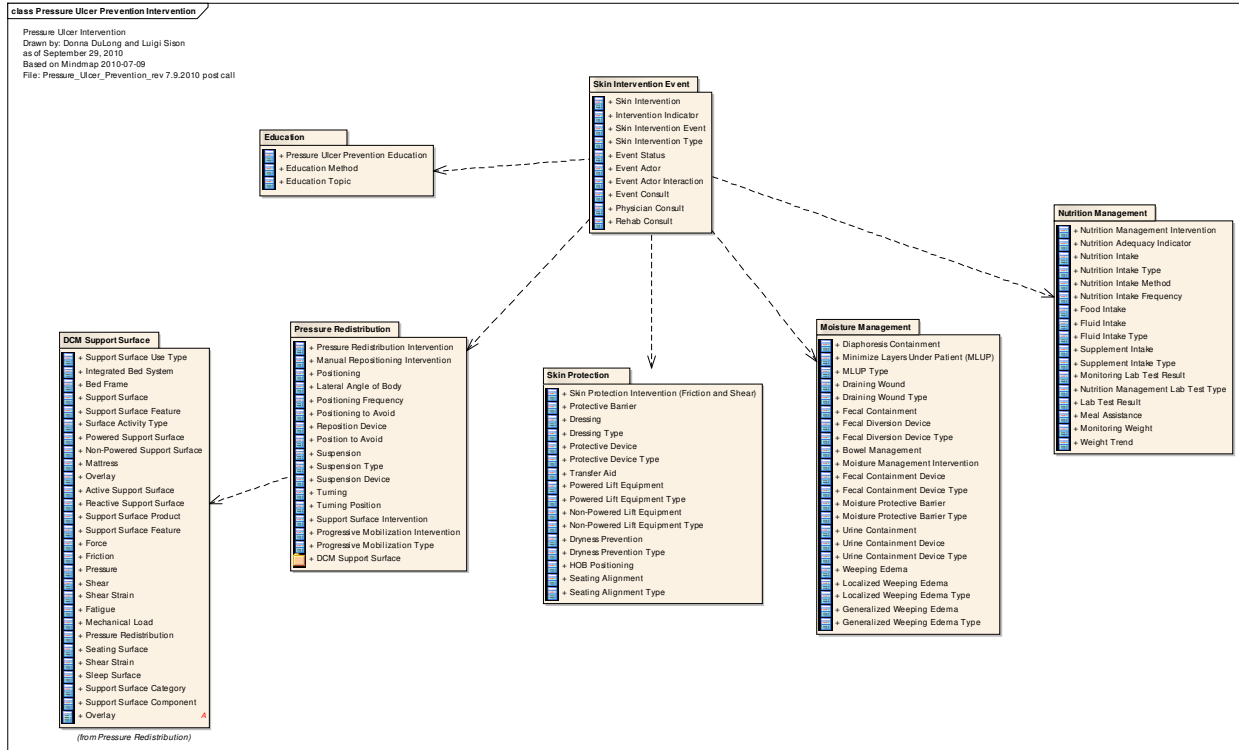 class Pressure Ulcer Prevention Intervention
Pressure Ulcer Intervention
Drawn by: Donna DuLong and Luigi Sison
as of September 29, 2010
Based on Mindmap 2010-07-09
File: Pressure_Ulcer_Prevention_rev 7.9.2010 post call
Skin Intervention Event
+ Skin Intervention
+ Intervention Indicator
+ Skin Intervention Event
+ Skin Intervention Type
+ Event Status
+ Event Actor
+ Event Actor Interaction
+ Event Consult
+ Physician Consult
+ Rehab Consult
Education
+ Pressure Ulcer Prevention Education
+ Education Method
+ Education Topic
Nutrition Management
+ Nutrition Management Intervention
+ Nutrition Adequacy Indicator
+ Nutrition Intake
+ Nutrition Intake Type
+ Nutrition Intake Method
+ Nutrition Intake Frequency
+ Food Intake
+ Fluid Intake
+ Fluid Intake Type
+ Supplement Intake
+ Supplement Intake Type
+ Monitoring Lab Test Result
+ Nutrition Management Lab Test Type
+ Lab Test Result
+ Meal Assistance
+ Monitoring Weight
+ Weight Trend
DCM Support Surface
+ Support Surface Use Type
+ Integrated Bed System
+ Bed Frame
+ Support Surface
+ Support Surface Feature
+ Surface Activity Type
+ Powered Support Surface
+ Non-Powered Support Surface
+ Mattress
+ Overlay
+ Active Support Surface
+ Reactive Support Surface
+ Support Surface Product
+ Support Surface Feature
+ Force
+ Friction
+ Pressure
+ Shear
+ Shear Strain
+ Fatigue
+ Mechanical Load
+ Pressure Redistribution
+ Seating Surface
+ Shear Strain
+ Sleep Surface
+ Support Surface Category
+ Support Surface Component
+ Overlay A
(from Pressure Redistribution)
Pressure Redistribution
+ Pressure Redistribution Intervention
+ Manual Repositioning Intervention
+ Positioning
+ Lateral Angle of Body
+ Positioning Frequency
+ Positioning to Avoid
+ Reposition Device
+ Position to Avoid
+ Suspension
+ Suspension Type
+ Suspension Device
+ Turning
+ Turning Position
+ Support Surface Intervention
+ Progressive Mobilization Intervention
+ Progressive Mobilization Type
+ DCM Support Surface
Skin Protection
+ Skin Protection Intervention (Friction and Shear)
+ Protective Barrier
+ Dressing
+ Dressing Type
+ Protective Device
+ Protective Device Type
+ Transfer Aid
+ Powered Lift Equipment
+ Powered Lift Equipment Type
+ Non-Powered Lift Equipment
+ Non-Powered Lift Equipment Type
+ Dryness Prevention
+ Dryness Prevention Type
+ HOB Positioning
+ Seating Alignment
+ Seating Alignment Type
Moisture Management
+ Diaphoresis Containment
+ Minimize Layers Under Patient (MLUP)
+ MLUP Type
+ Draining Wound
+ Draining Wound Type
+ Fecal Containment
+ Fecal Diversion Device
+ Fecal Diversion Device Type
+ Bowel Management
+ Moisture Management Intervention
+ Fecal Containment Device
+ Fecal Containment Device Type
+ Moisture Protective Barrier
+ Moisture Protective Barrier Type
+ Urine Containment
+ Urine Containment Device
+ Urine Containment Device Type
+ Weeping Edema
+ Localized Weeping Edema
+ Localized Weeping Edema Type
+ Generalized Weeping Edema
+ Generalized Weeping Edema Type